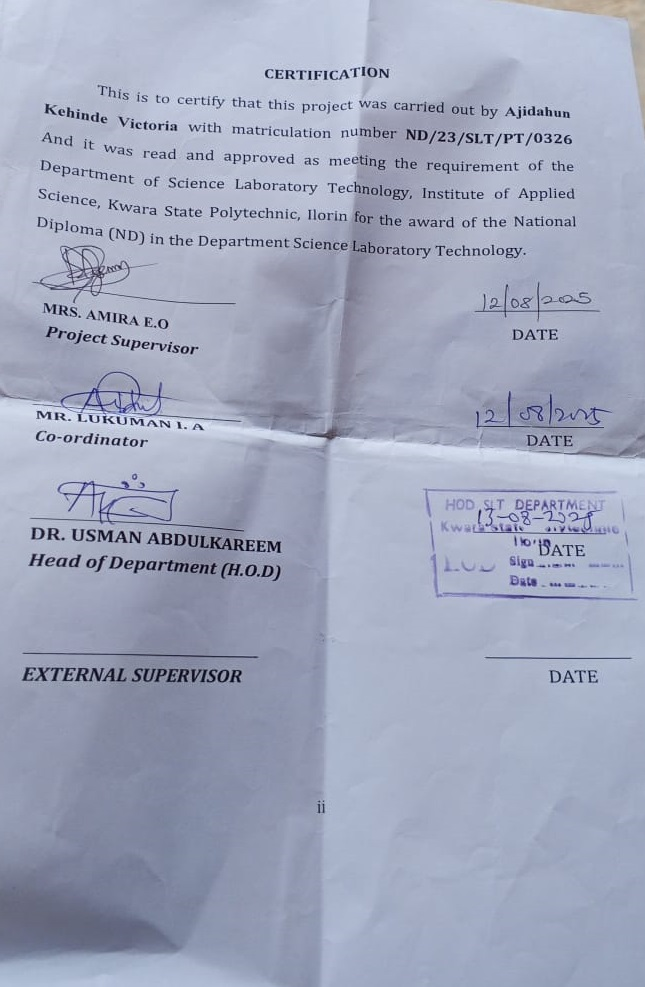 CERTIFICATION
This is to certify that this project was carried out by Ajidahun
Kehinde Victoria with matriculation number ND/23/SLT/PT/0326
And it was read and approved as meeting the requirement of the
Department of Science Laboratory Technology, Institute of Applied
Science, Kwara State Polytechnic, Ilorin for the award of the National
Diploma (ND) in the Department Science Laboratory Technology.
12/08/2025
MRS. AMIRA E.O
DATE
Project Supervisor
12/08/2025
MR. LUKUMAN I. A
DATE
Co-ordinator
HOD SLT DEPARTMENT
13-08-2025
Kwara State
DR. USMAN ABDULKAREEM
DATE
Head of Department (H.O.D)
Sign
Date
EXTERNAL SUPERVISOR
DATE
ii